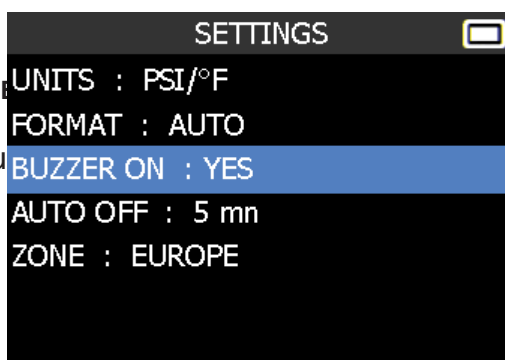 SETTINGS
UNITS : PSI/°F
FORMAT : AUTO
BUZZER ON : YES
AUTO OFF : 5 mn
ZONE : EUROPE